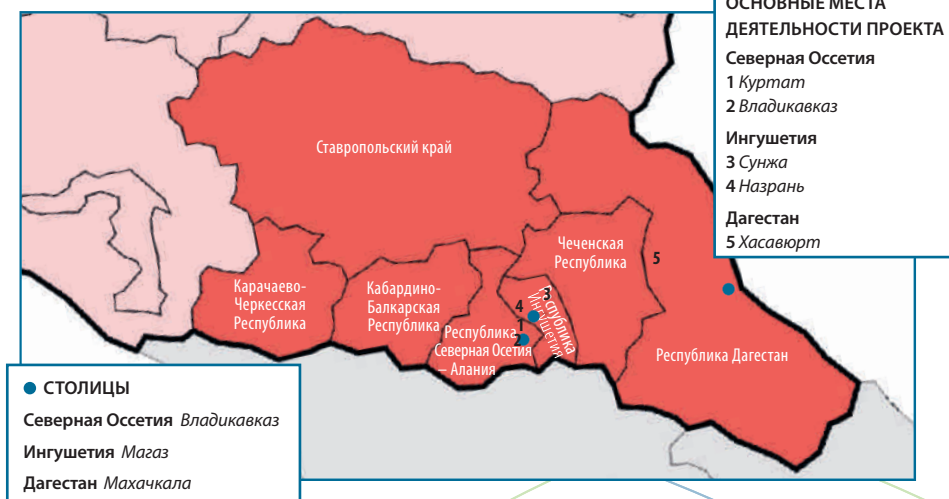 ОСНОВНЫЕ МЕСТА
ДЕЯТЕЛЬНОСТИ ПРОЕКТА
Северная Оссетия
1 Куртат
2 Владикавказ
Ингушетия
3 Сунжа
4 Назрань
Дагестан
5 Хасавюрт
Ставропольский край
Чеченская
Республика
5
Карачаево-
Черкесская
Республика
Кабардино-
Балкарская
Республика
4
3
Республика
Ингушетия
1
2
Республика
Северная Осетия
– Алания
Республика Дагестан
СТОЛИЦЫ
Северная Оссетия Владикавказ
Ингушетия Магаз
Дагестан Махачкала